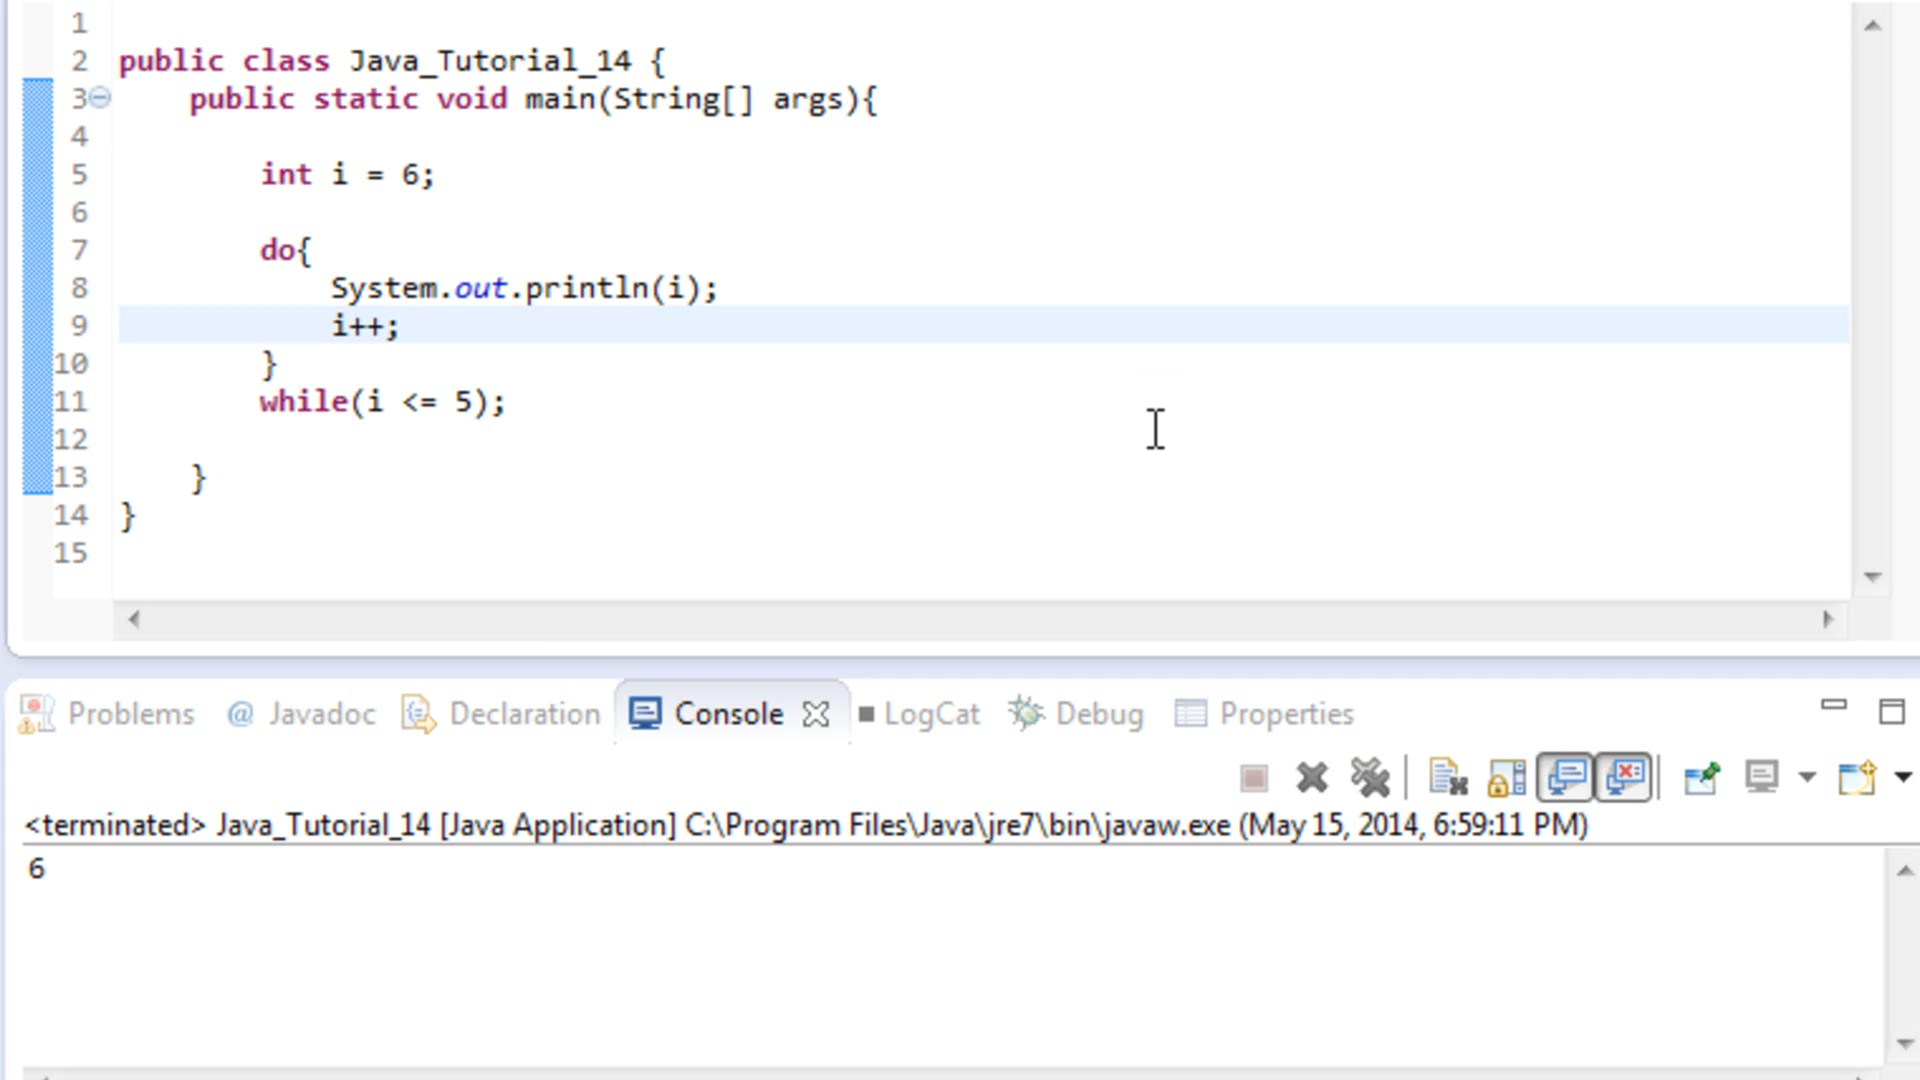 1
2 public class Java_Tutorial_14 {
3 public static void main(String[] args){
4
5 int i = 6;
6
7 do{
8 System.out.println(i);
9 i++;
10 }
11 while(i <= 5);
12
13 }
14 }
15
Problems @ Javadoc Declaration Console LogCat Debug Properties
<terminated> Java_Tutorial_14 [Java Application] C:\Program Files\Java\jre7\bin\javaw.exe (May 15, 2014, 6:59:11 PM)
6